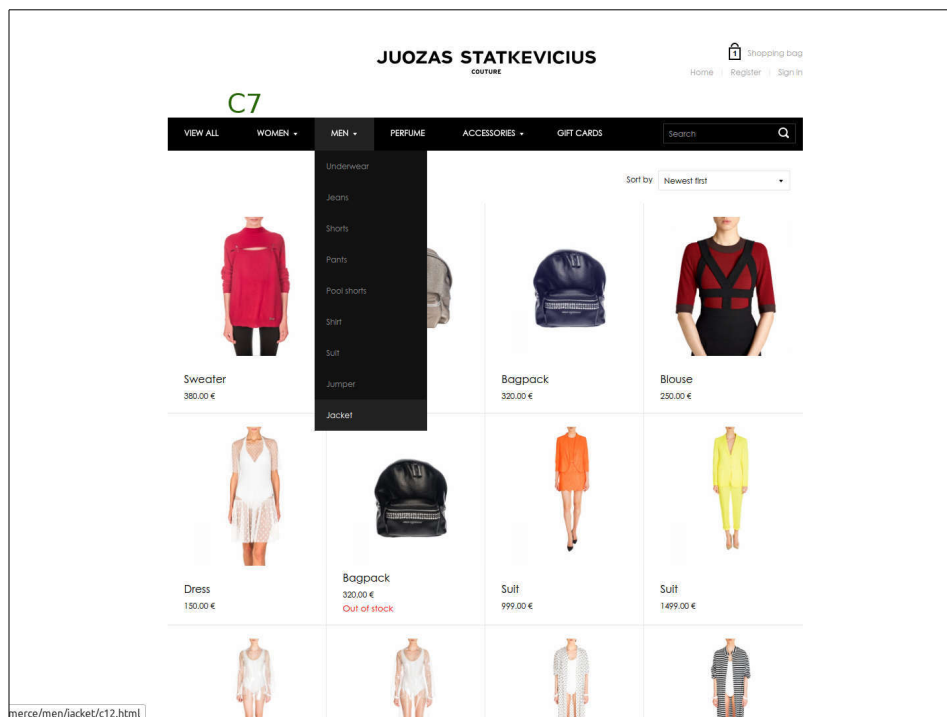 JUOZAS STATKEVICIUS
COUTURE
1 Shopping bag
Home Register Sign in
C7
VIEW ALL WOMEN MEN PERFUME ACCESSORIES GIFT CARDS Search
Underwear
Jeans
Shorts
Pants
Pool shorts
Shirt
Suit
Jumper
Jacket
Sort by Newest first
Sweater
380.00 €
Bagpack
320.00 €
Blouse
250.00 €
Dress
150.00 €
Bagpack
320.00 €
Out of stock
Suit
999.00 €
Suit
1499.00 €
merce/men/jacket/c12.html